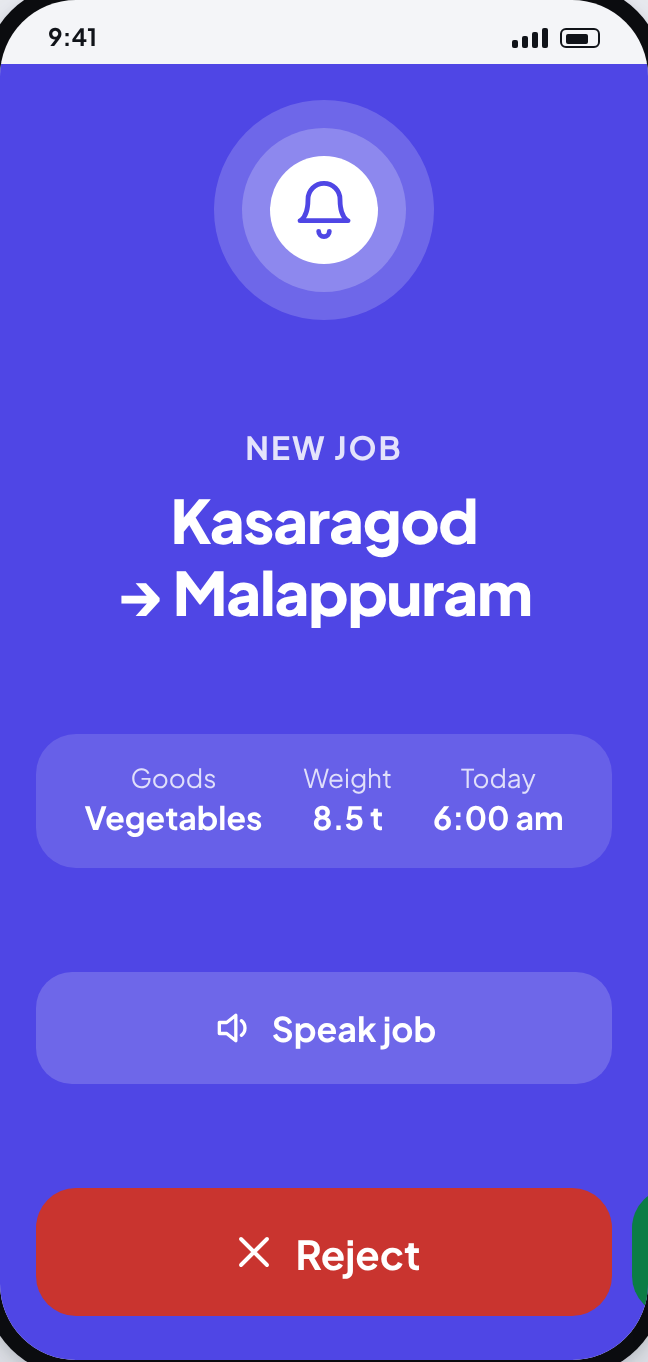 9:41
NEW JOB
Kasaragod
→ Malappuram
Goods Weight Today
Vegetables 8.5 t 6:00 am
Speak job
Reject